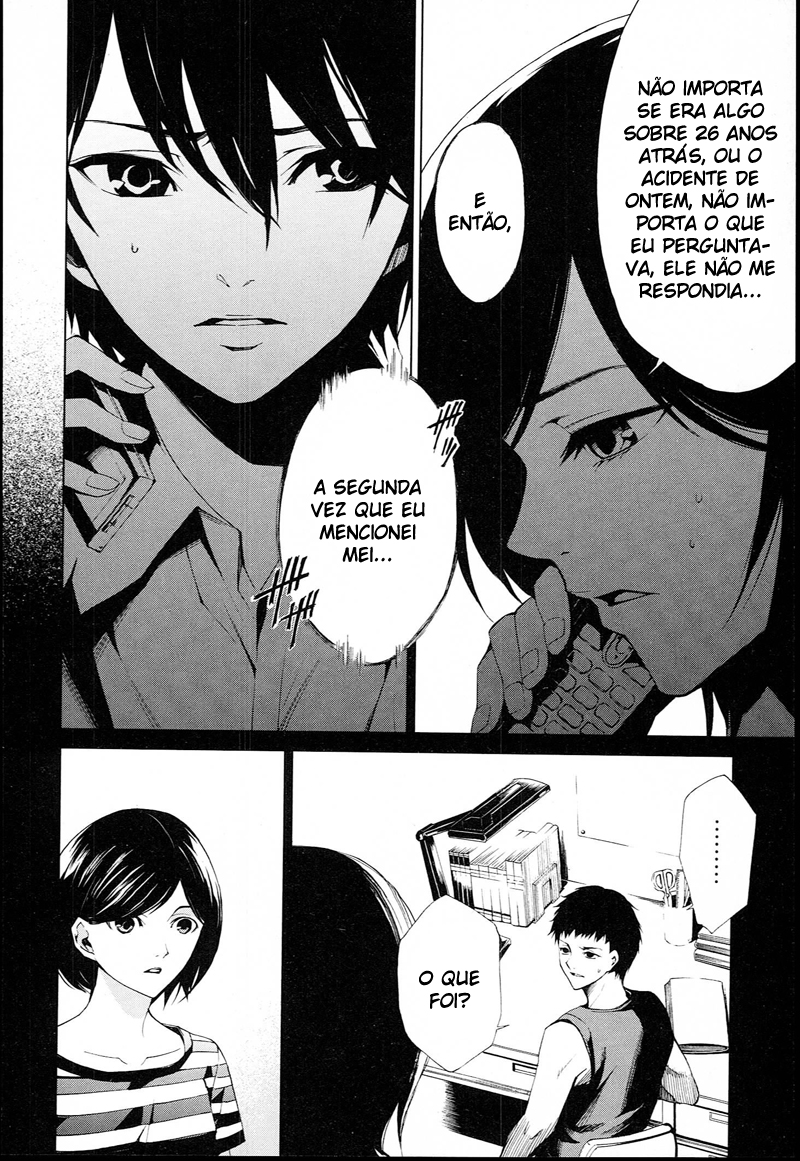 NÃO IMPORTA
SE ERA ALGO
SOBRE 26 ANOS
ATRÁS, OU O
ACIDENTE DE
ONTEM, NÃO IM-
PORTA O QUE
EU PERGUNTA-
VA, ELE NÃO ME
RESPONDIA...
E
ENTÃO,
A SEGUNDA
VEZ QUE EU
MENCIONEI
MEI...
.........
O QUE
FOI?